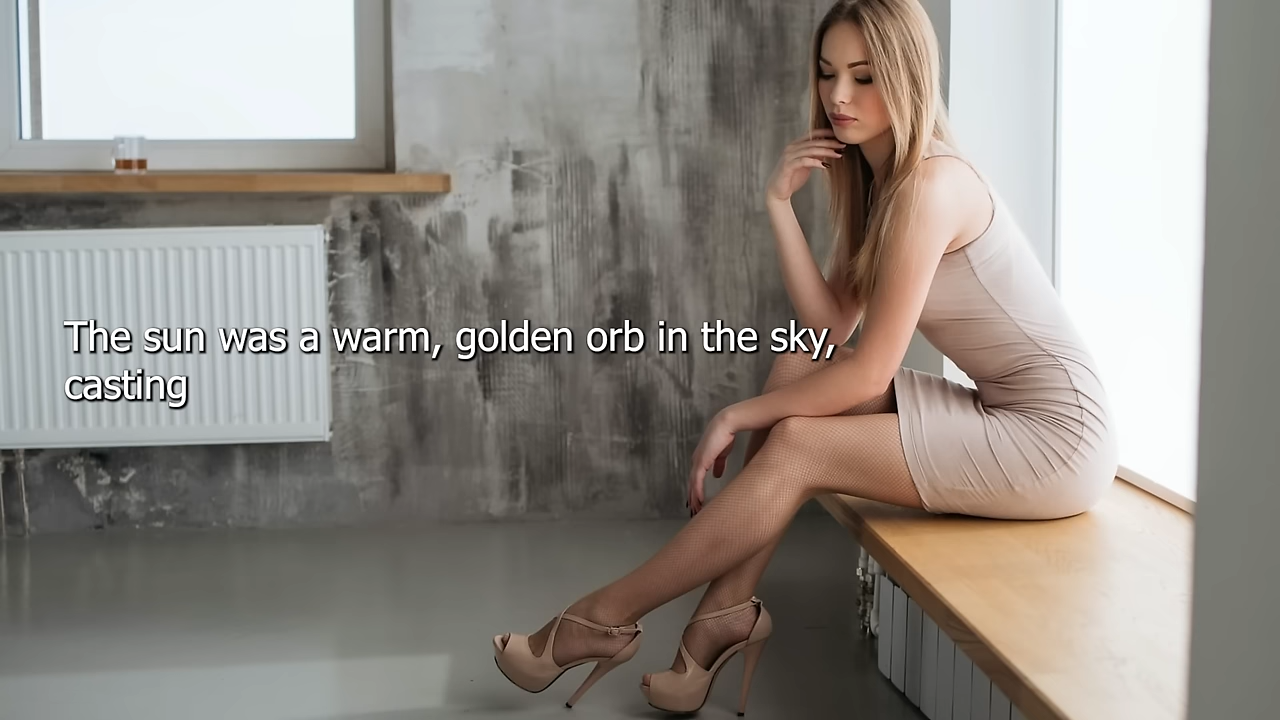 The sun was a warm, golden orb in the sky,
casting